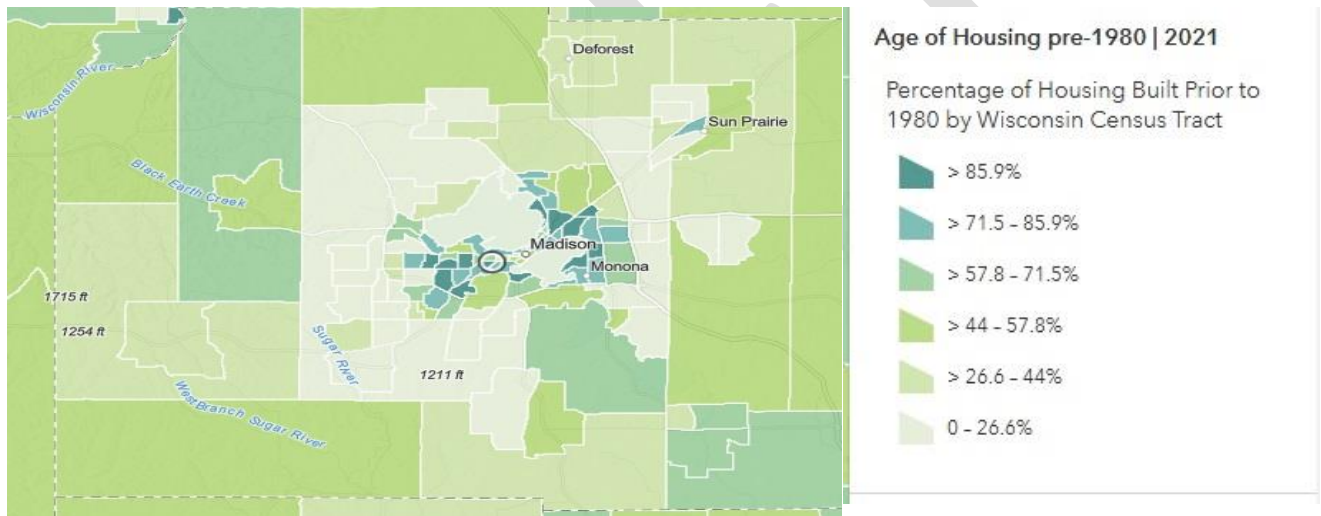 Deforest
Wisconsin River
Sun Prairie
Black Earth Creek
Madison
Monona
1715 ft
1254 ft
Sugar River
1211 ft
West Branch Sugar River
Age of Housing pre-1980 | 2021
Percentage of Housing Built Prior to
1980 by Wisconsin Census Tract
> 85.9%
> 71.5 - 85.9%
> 57.8 - 71.5%
> 44 - 57.8%
> 26.6 - 44%
0 - 26.6%